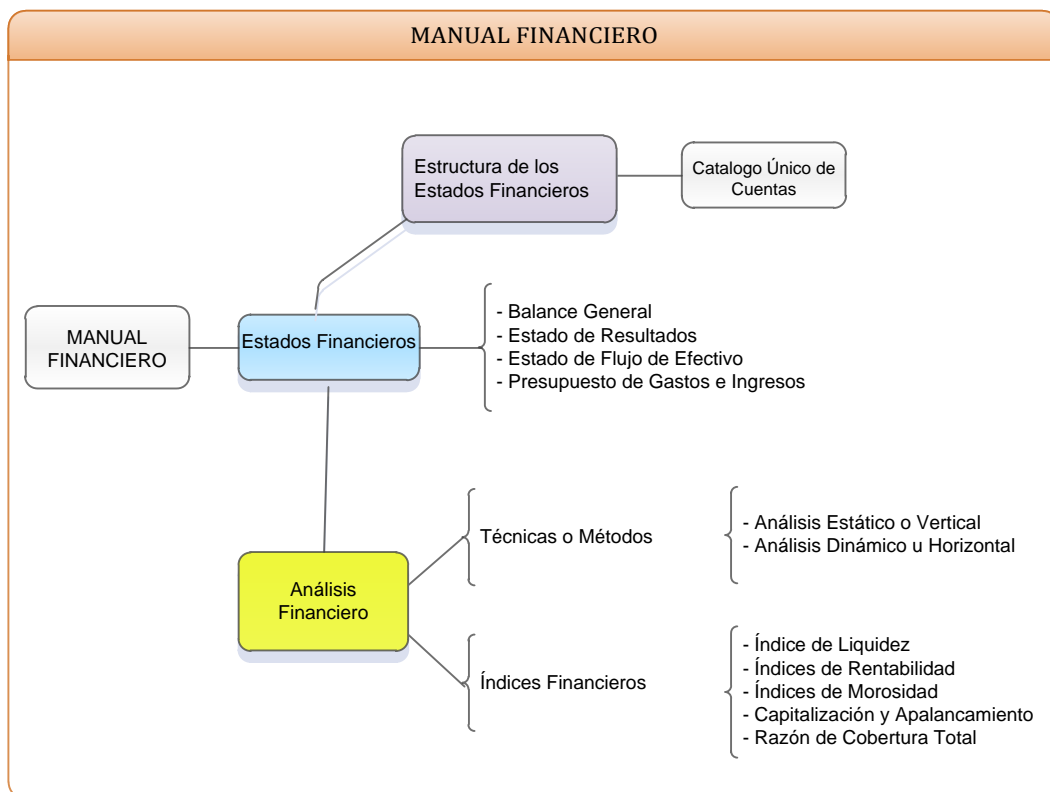 MANUAL FINANCIERO
Estructura de los
Estados Financieros
Catalogo Único de
Cuentas
MANUAL
FINANCIERO
Estados Financieros
- Balance General
- Estado de Resultados
- Estado de Flujo de Efectivo
- Presupuesto de Gastos e Ingresos
Análisis
Financiero
Técnicas o Métodos
- Análisis Estático o Vertical
- Análisis Dinámico u Horizontal
Índices Financieros
- Índice de Liquidez
- Índices de Rentabilidad
- Índices de Morosidad
- Capitalización y Apalancamiento
- Razón de Cobertura Total